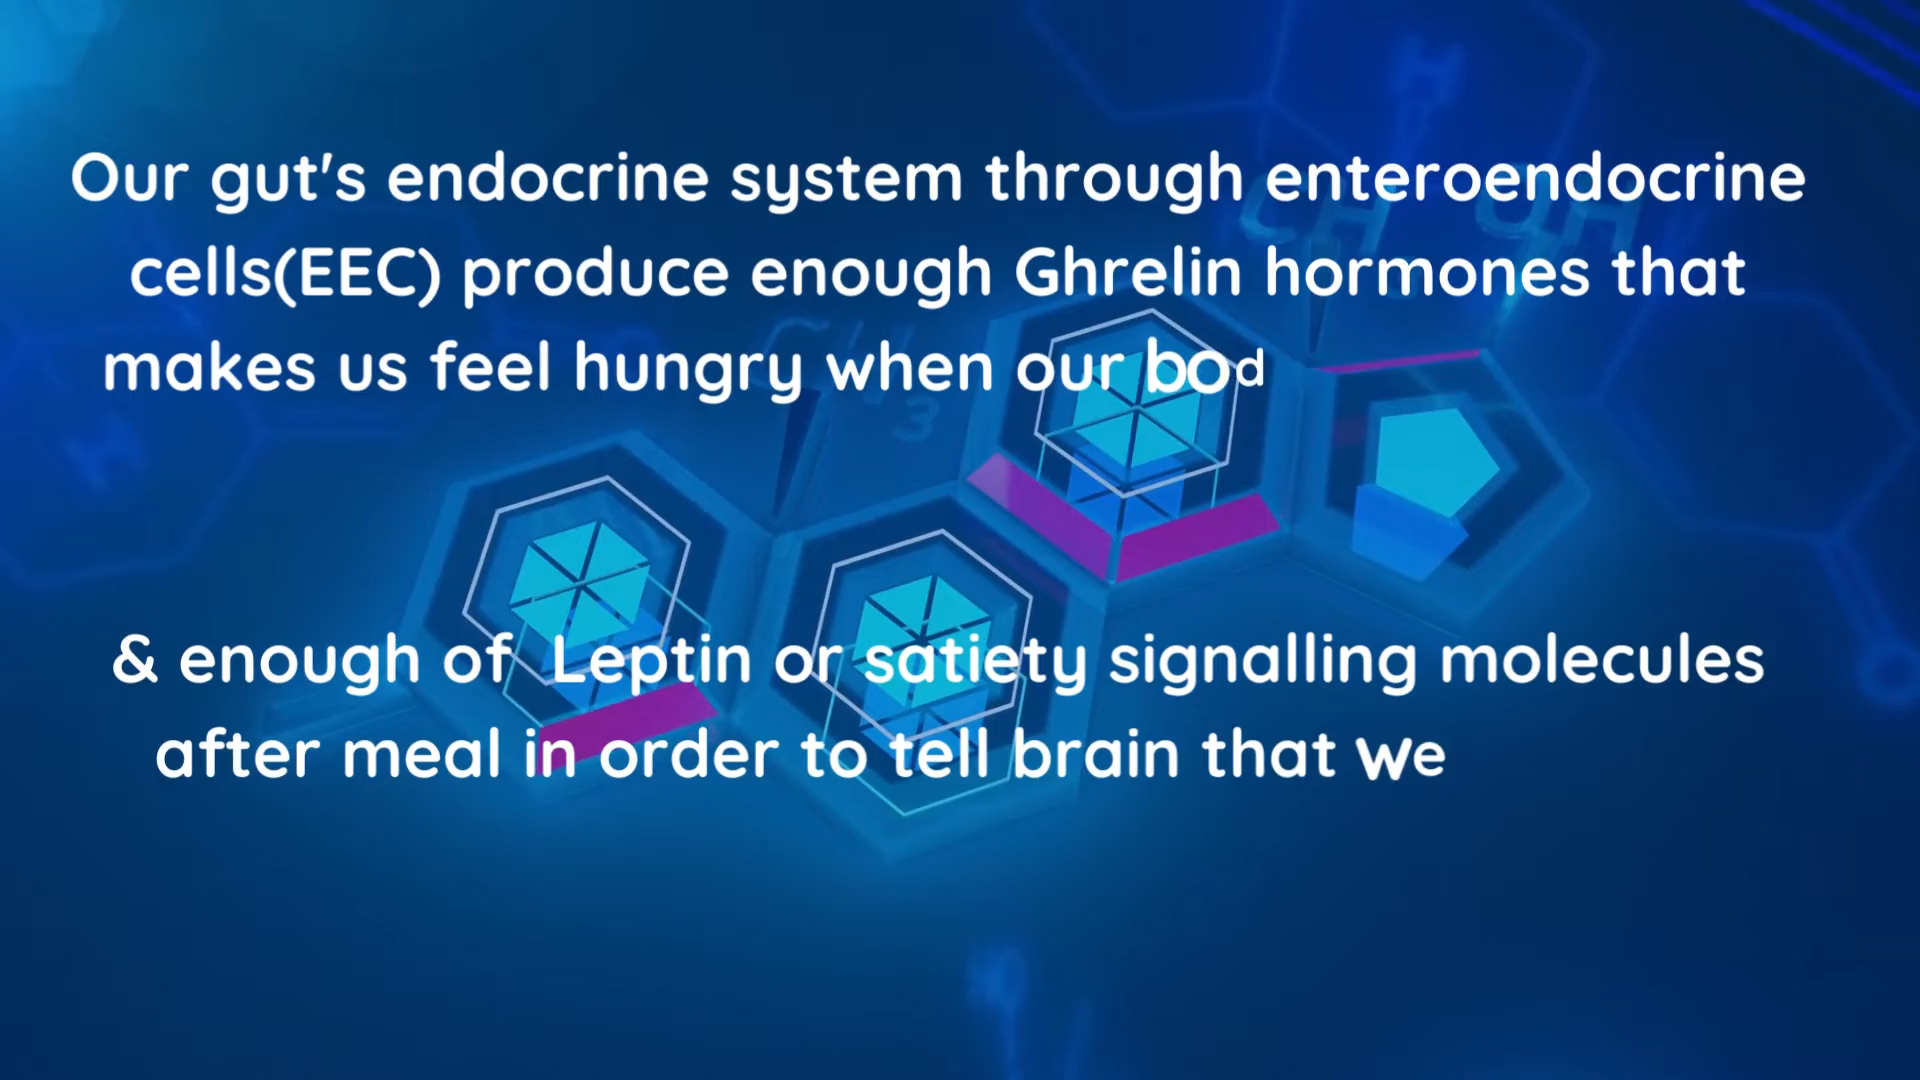 Our gut's endocrine system through enteroendocrine
cells(EEC) produce enough Ghrelin hormones that
makes us feel hungry when our bod
& enough of Leptin or satiety signalling molecules
after meal in order to tell brain that we